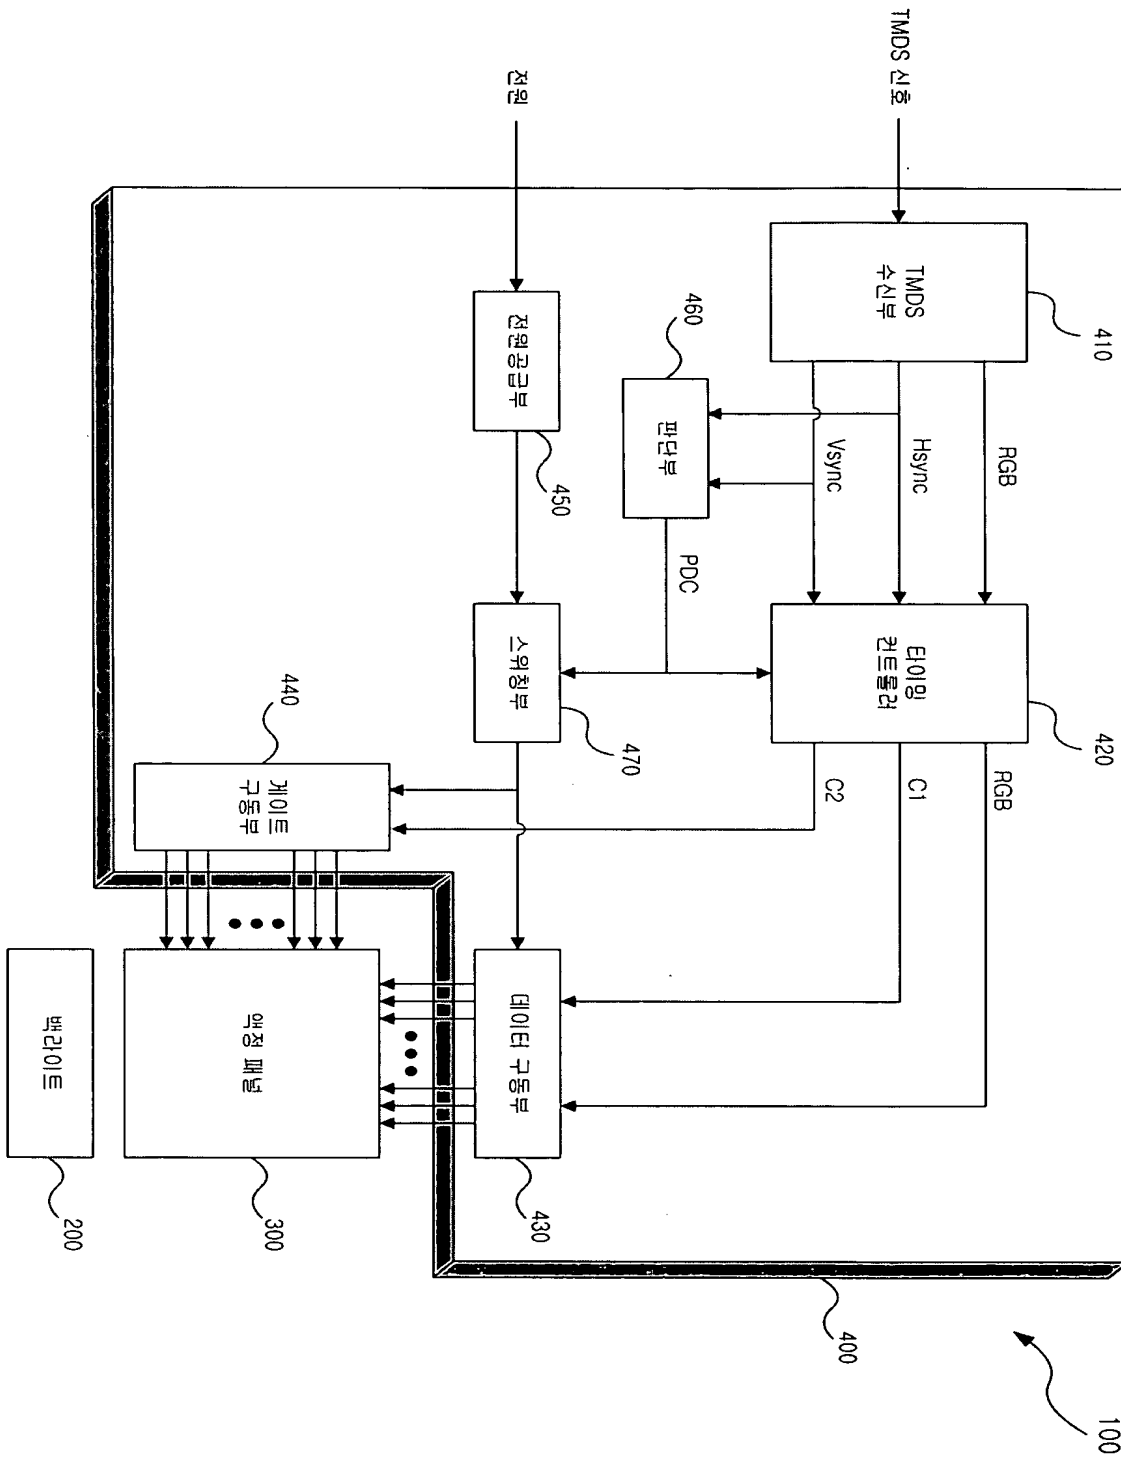 100
400
TMDS 신호
TMDS
수신부
410
RGB
Hsync
Vsync
타이밍
컨트롤러
420
RGB
C1
C2
460
판단부
PDC
전원
전원공급부
450
스위칭부
470
데이터 구동부
430
440
게이트
구동부
액정 패널
300
백라이트
200